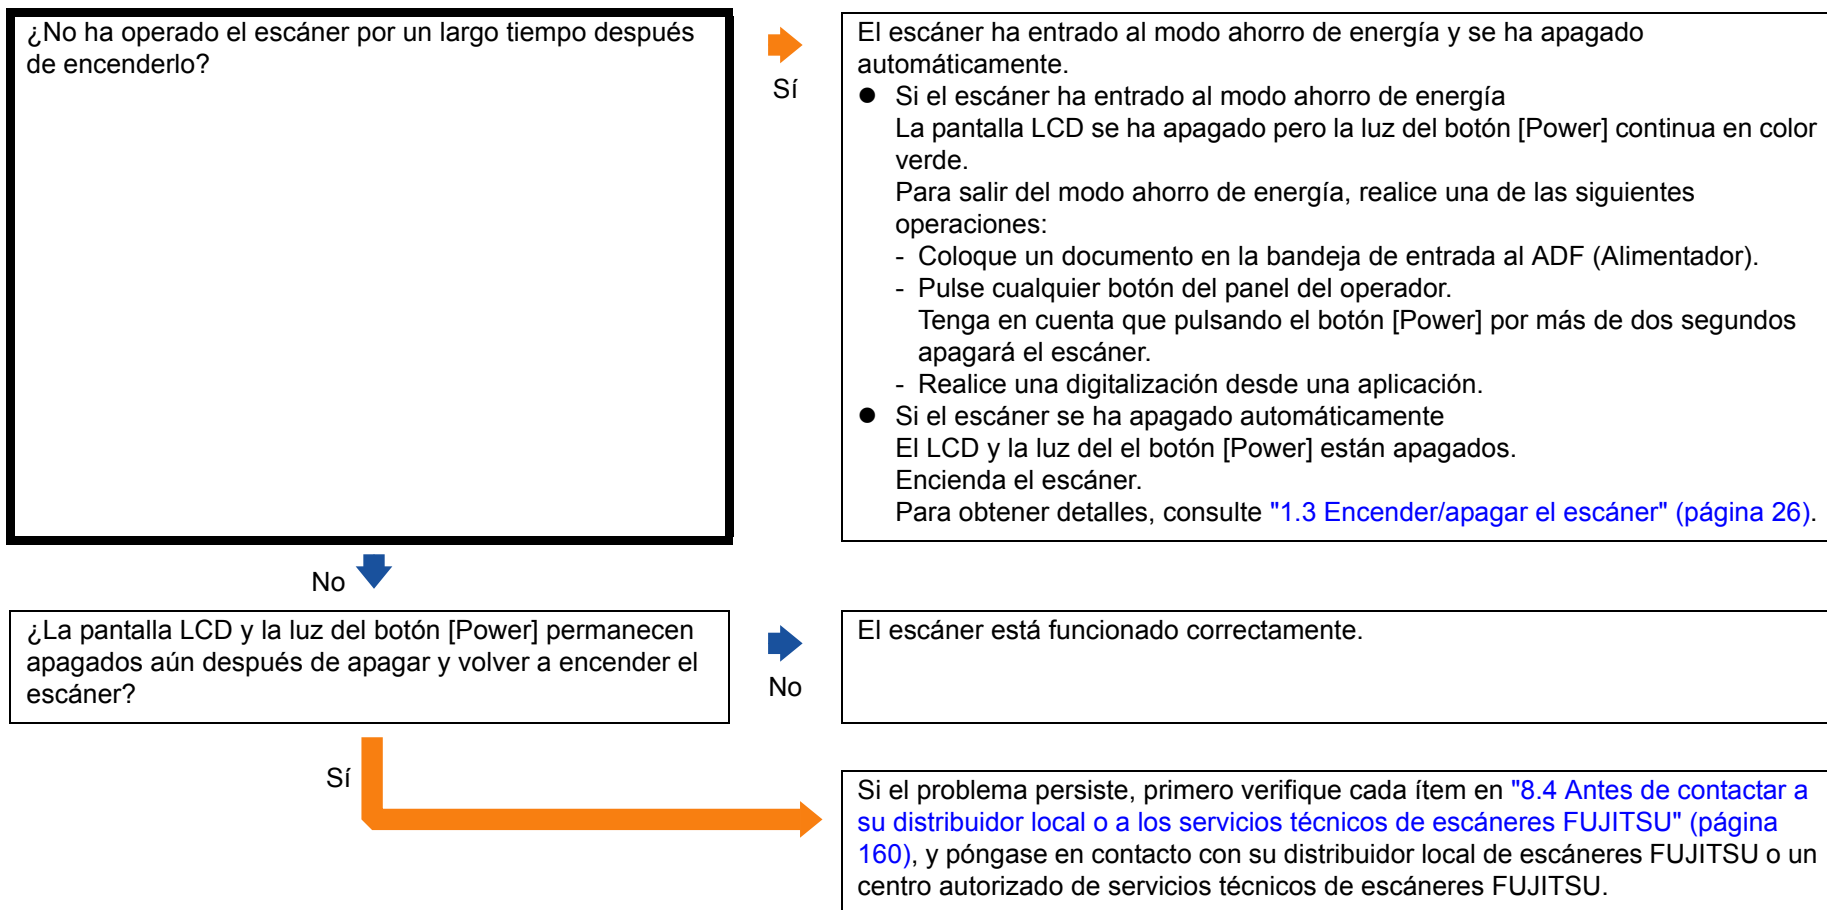 ¿No ha operado el escáner por un largo tiempo después
de encenderlo?
Sí
El escáner ha entrado al modo ahorro de energía y se ha apagado
automáticamente.
● Si el escáner ha entrado al modo ahorro de energía
La pantalla LCD se ha apagado pero la luz del botón [Power] continua en color
verde.
Para salir del modo ahorro de energía, realice una de las siguientes
operaciones:
- Coloque un documento en la bandeja de entrada al ADF (Alimentador).
- Pulse cualquier botón del panel del operador.
Tenga en cuenta que pulsando el botón [Power] por más de dos segundos
apagará el escáner.
- Realice una digitalización desde una aplicación.
● Si el escáner se ha apagado automáticamente
El LCD y la luz del el botón [Power] están apagados.
Encienda el escáner.
Para obtener detalles, consulte "1.3 Encender/apagar el escáner" (página 26).
No
¿La pantalla LCD y la luz del botón [Power] permanecen
apagados aún después de apagar y volver a encender el
escáner?
No
El escáner está funcionado correctamente.
Sí
Si el problema persiste, primero verifique cada ítem en "8.4 Antes de contactar a
su distribuidor local o a los servicios técnicos de escáneres FUJITSU" (página
160), y póngase en contacto con su distribuidor local de escáneres FUJITSU o un
centro autorizado de servicios técnicos de escáneres FUJITSU.